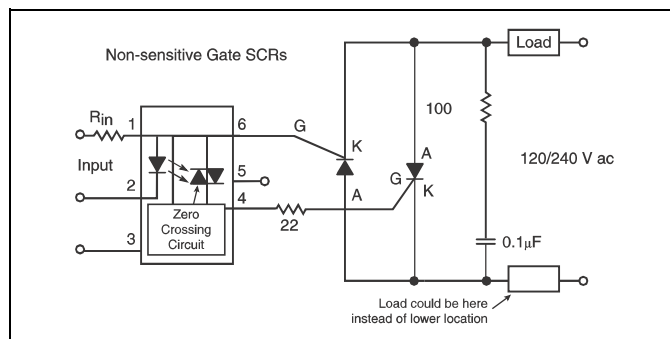 Non-sensitive Gate SCRs
Load
Rin
1
6
G
100
K
A
120/240 V ac
Input
5
G
K
2
4
A
22
Zero
Crossing
Circuit
3
0.1µF
Load could be here
instead of lower location